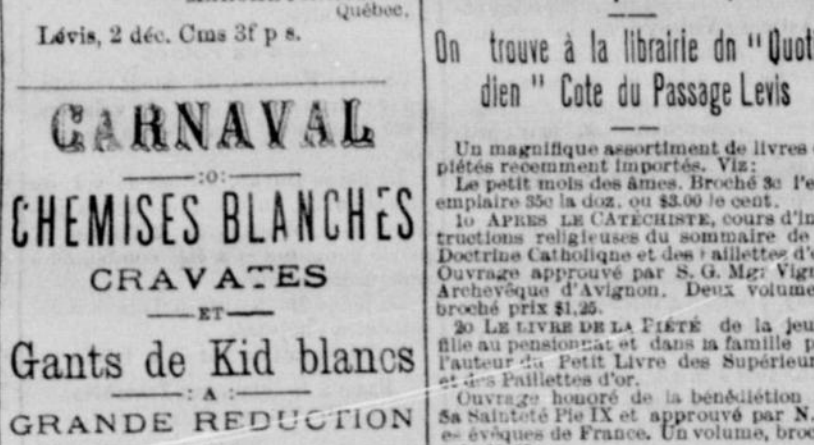 Québec.
Lévis, 2 déc. Cms 3f p s.
CARNAVAL
—:o:—
CHEMISES BLANCHES
CRAVATES
—ET—
Gants de Kid blancs
—: A :—
GRANDE REDUCTION
On trouve à la librairie dn "Quot
dien" Cote du Passage Levis
Un magnifique assortiment de livres
piétés recemment importés. Viz:
Le petit mois des âmes. Broché 3c l'e
emplaire 35c la doz. ou $3.00 le cent.
1o APRES LE CATÉCHISTE, cours d'in
tructions religieuses du sommaire de
Doctrine Catholique et des paillettes d'
Ouvrage approuvé par S. G. Mgr Vign
Archevêque d'Avignon. Deux volume
broché prix $1,25.
2o LE LIVRE DE LA PIÉTÉ de la jeu
fille au pensionnat et dans la famille p
l'auteur du Petit Livre des Supérieur
et des Paillettes d'or.
Ouvrage honoré de la bénédiétion
Sa Sainteté Pie IX et approuvé par N.
es évêques de France. Un volume, broc